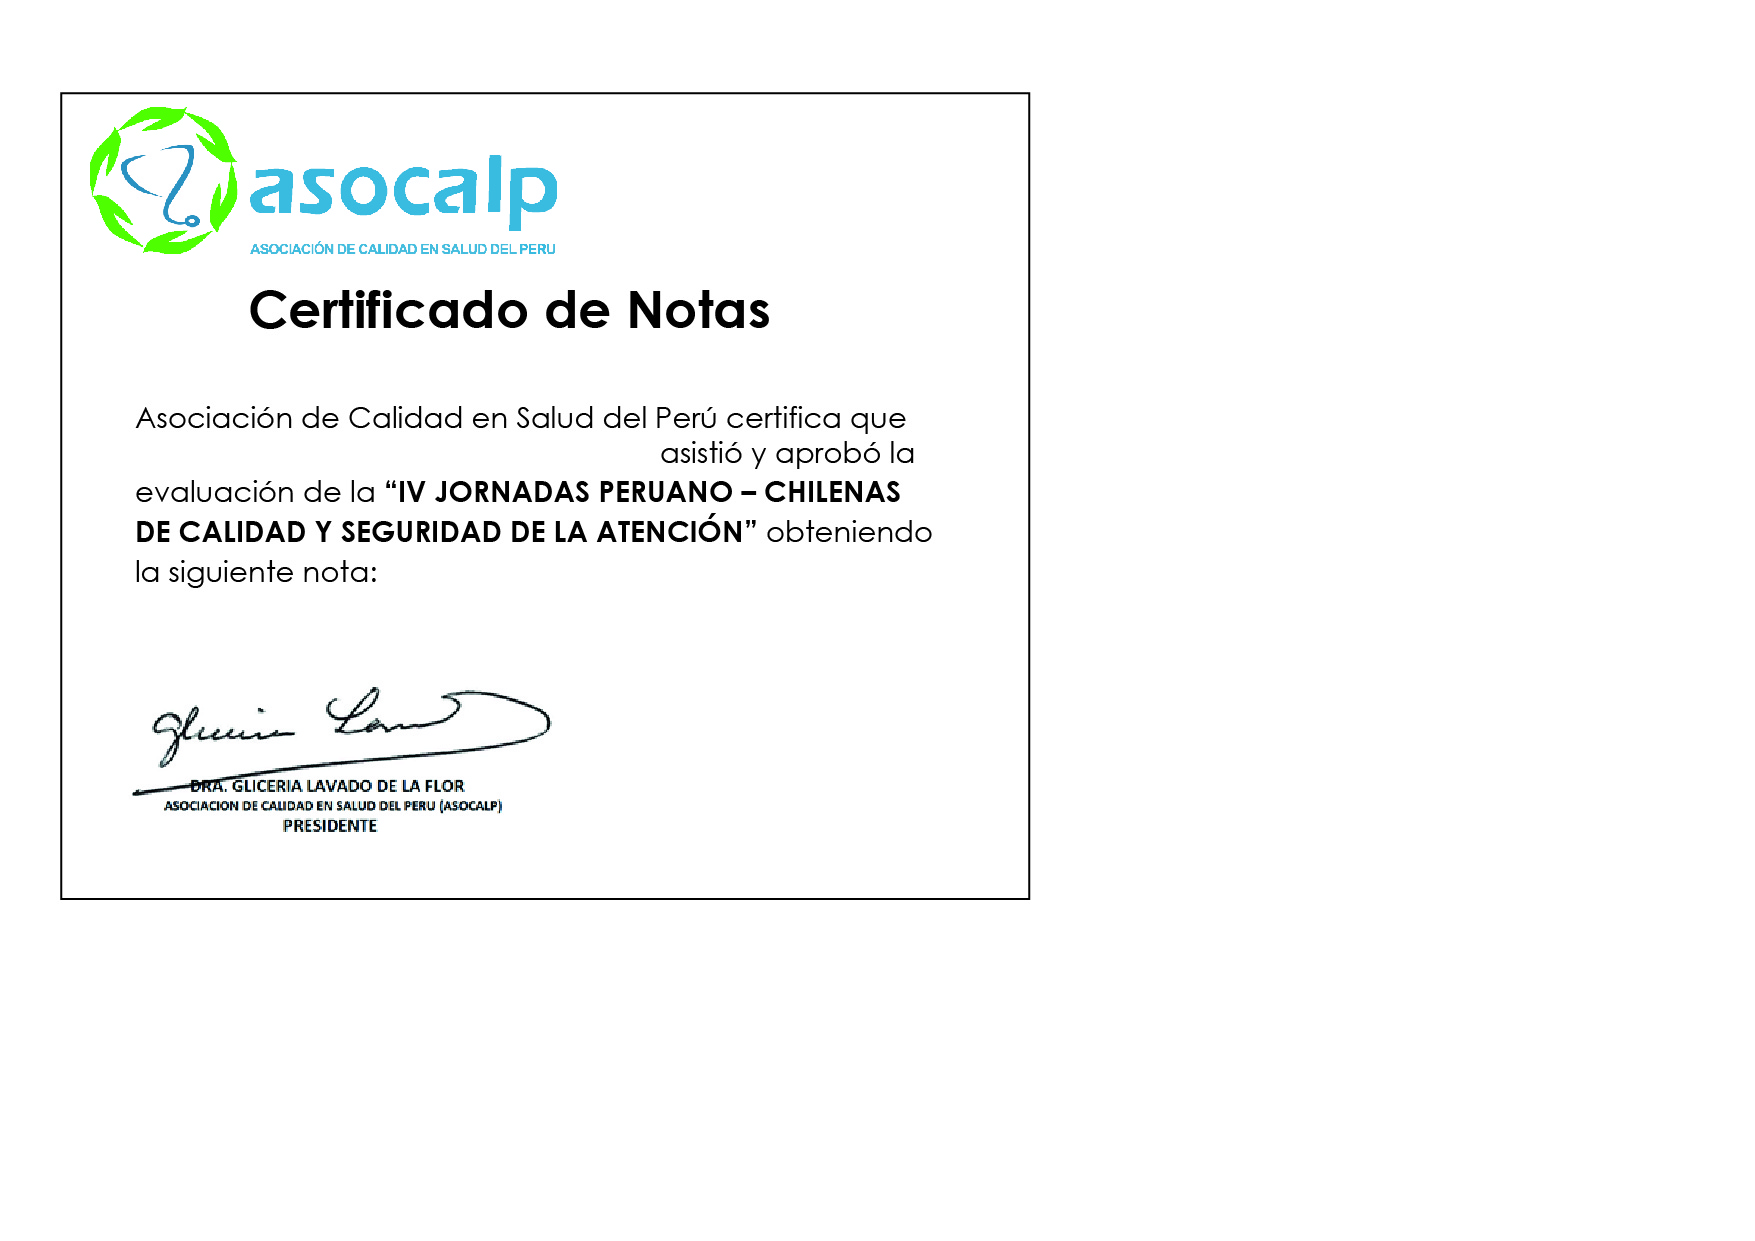 asocalp
ASOCIACIÓN DE CALIDAD EN SALUD DEL PERU
Certificado de Notas
Asociación de Calidad en Salud del Perú certifica que
asistió y aprobó la
evaluación de la “IV JORNADAS PERUANO – CHILENAS
DE CALIDAD Y SEGURIDAD DE LA ATENCIÓN” obteniendo
la siguiente nota:
DRA. GLICERIA LAVADO DE LA FLOR
ASOCIACION DE CALIDAD EN SALUD DEL PERU (ASOCALP)
PRESIDENTE